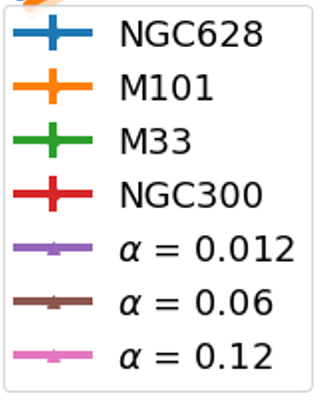 NGC628
M101
M33
NGC300
α = 0.012
α = 0.06
α = 0.12